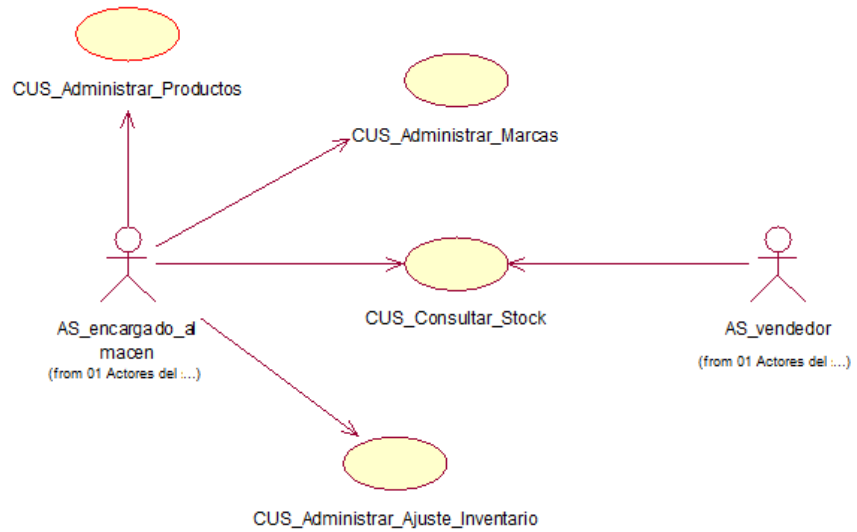 CUS_Administrar_Productos
CUS_Administrar_Marcas
CUS_Consultar_Stock
AS_encargado_al
macen
(from 01 Actores del :...)
AS_vendedor
(from 01 Actores del :...)
CUS_Administrar_Ajuste_Inventario